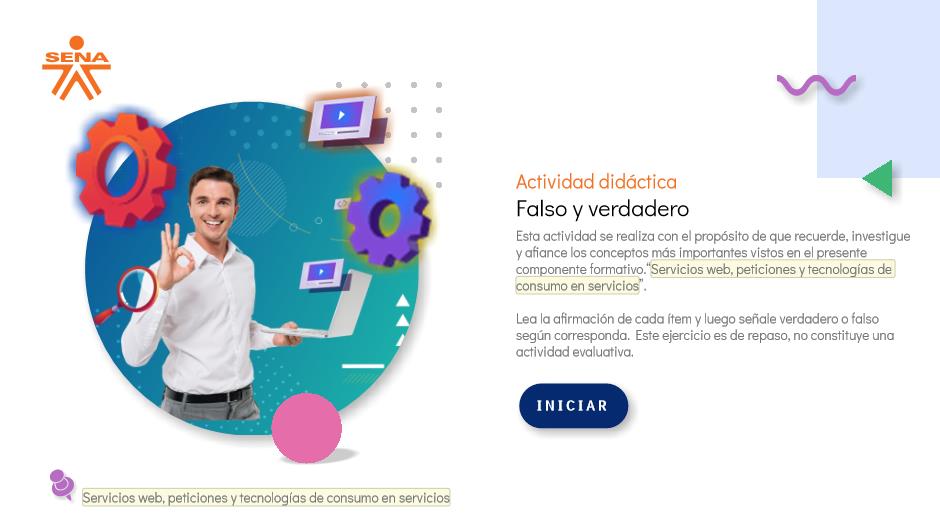 SENA
Actividad didáctica
Falso y verdadero
Esta actividad se realiza con el propósito de que recuerde, investigue
y afiance los conceptos más importantes vistos en el presente
componente formativo.“Servicios web, peticiones y tecnologías de
consumo en servicios”.
Lea la afirmación de cada ítem y luego señale verdadero o falso
según corresponda. Este ejercicio es de repaso, no constituye una
actividad evaluativa.
INICIAR
Servicios web, peticiones y tecnologías de consumo en servicios